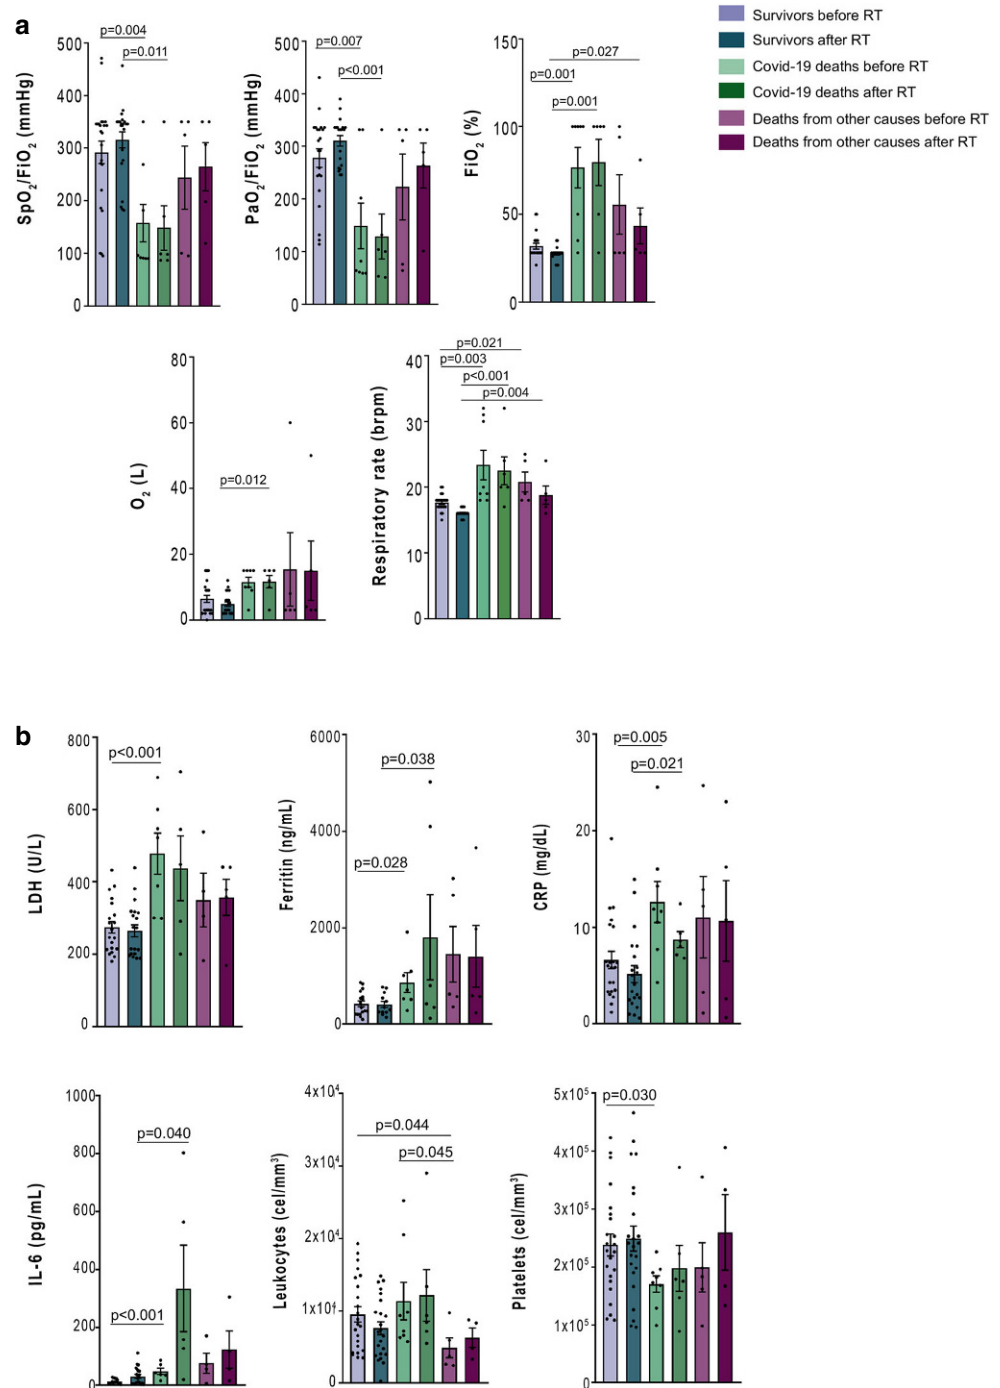 a
Survivors before RT
Survivors after RT
Covid-19 deaths before RT
Covid-19 deaths after RT
Deaths from other causes before RT
Deaths from other causes after RT
SpO₂/FiO₂ (mmHg)
500
400
300
200
100
0
p=0.004
p=0.011
PaO₂/FiO₂ (mmHg)
500
400
300
200
100
0
p=0.007
p<0.001
FiO₂ (%)
150
100
50
0
p=0.027
p=0.001
p=0.001
O₂ (L)
80
60
40
20
0
p=0.012
Respiratory rate (brpm)
40
30
20
10
0
p=0.021
p=0.003
p<0.001
p=0.004
b
LDH (U/L)
800
600
400
200
0
p<0.001
Ferritin (ng/mL)
6000
4000
2000
0
p=0.038
p=0.028
CRP (mg/dL)
30
20
10
0
p=0.005
p=0.021
IL-6 (pg/mL)
1000
800
600
400
200
0
p=0.040
p<0.001
Leukocytes (cel/mm³)
4x10⁴
3x10⁴
2x10⁴
1x10⁴
0
p=0.044
p=0.045
Platelets (cel/mm³)
5x10⁵
4x10⁵
3x10⁵
2x10⁵
1x10⁵
0
p=0.030